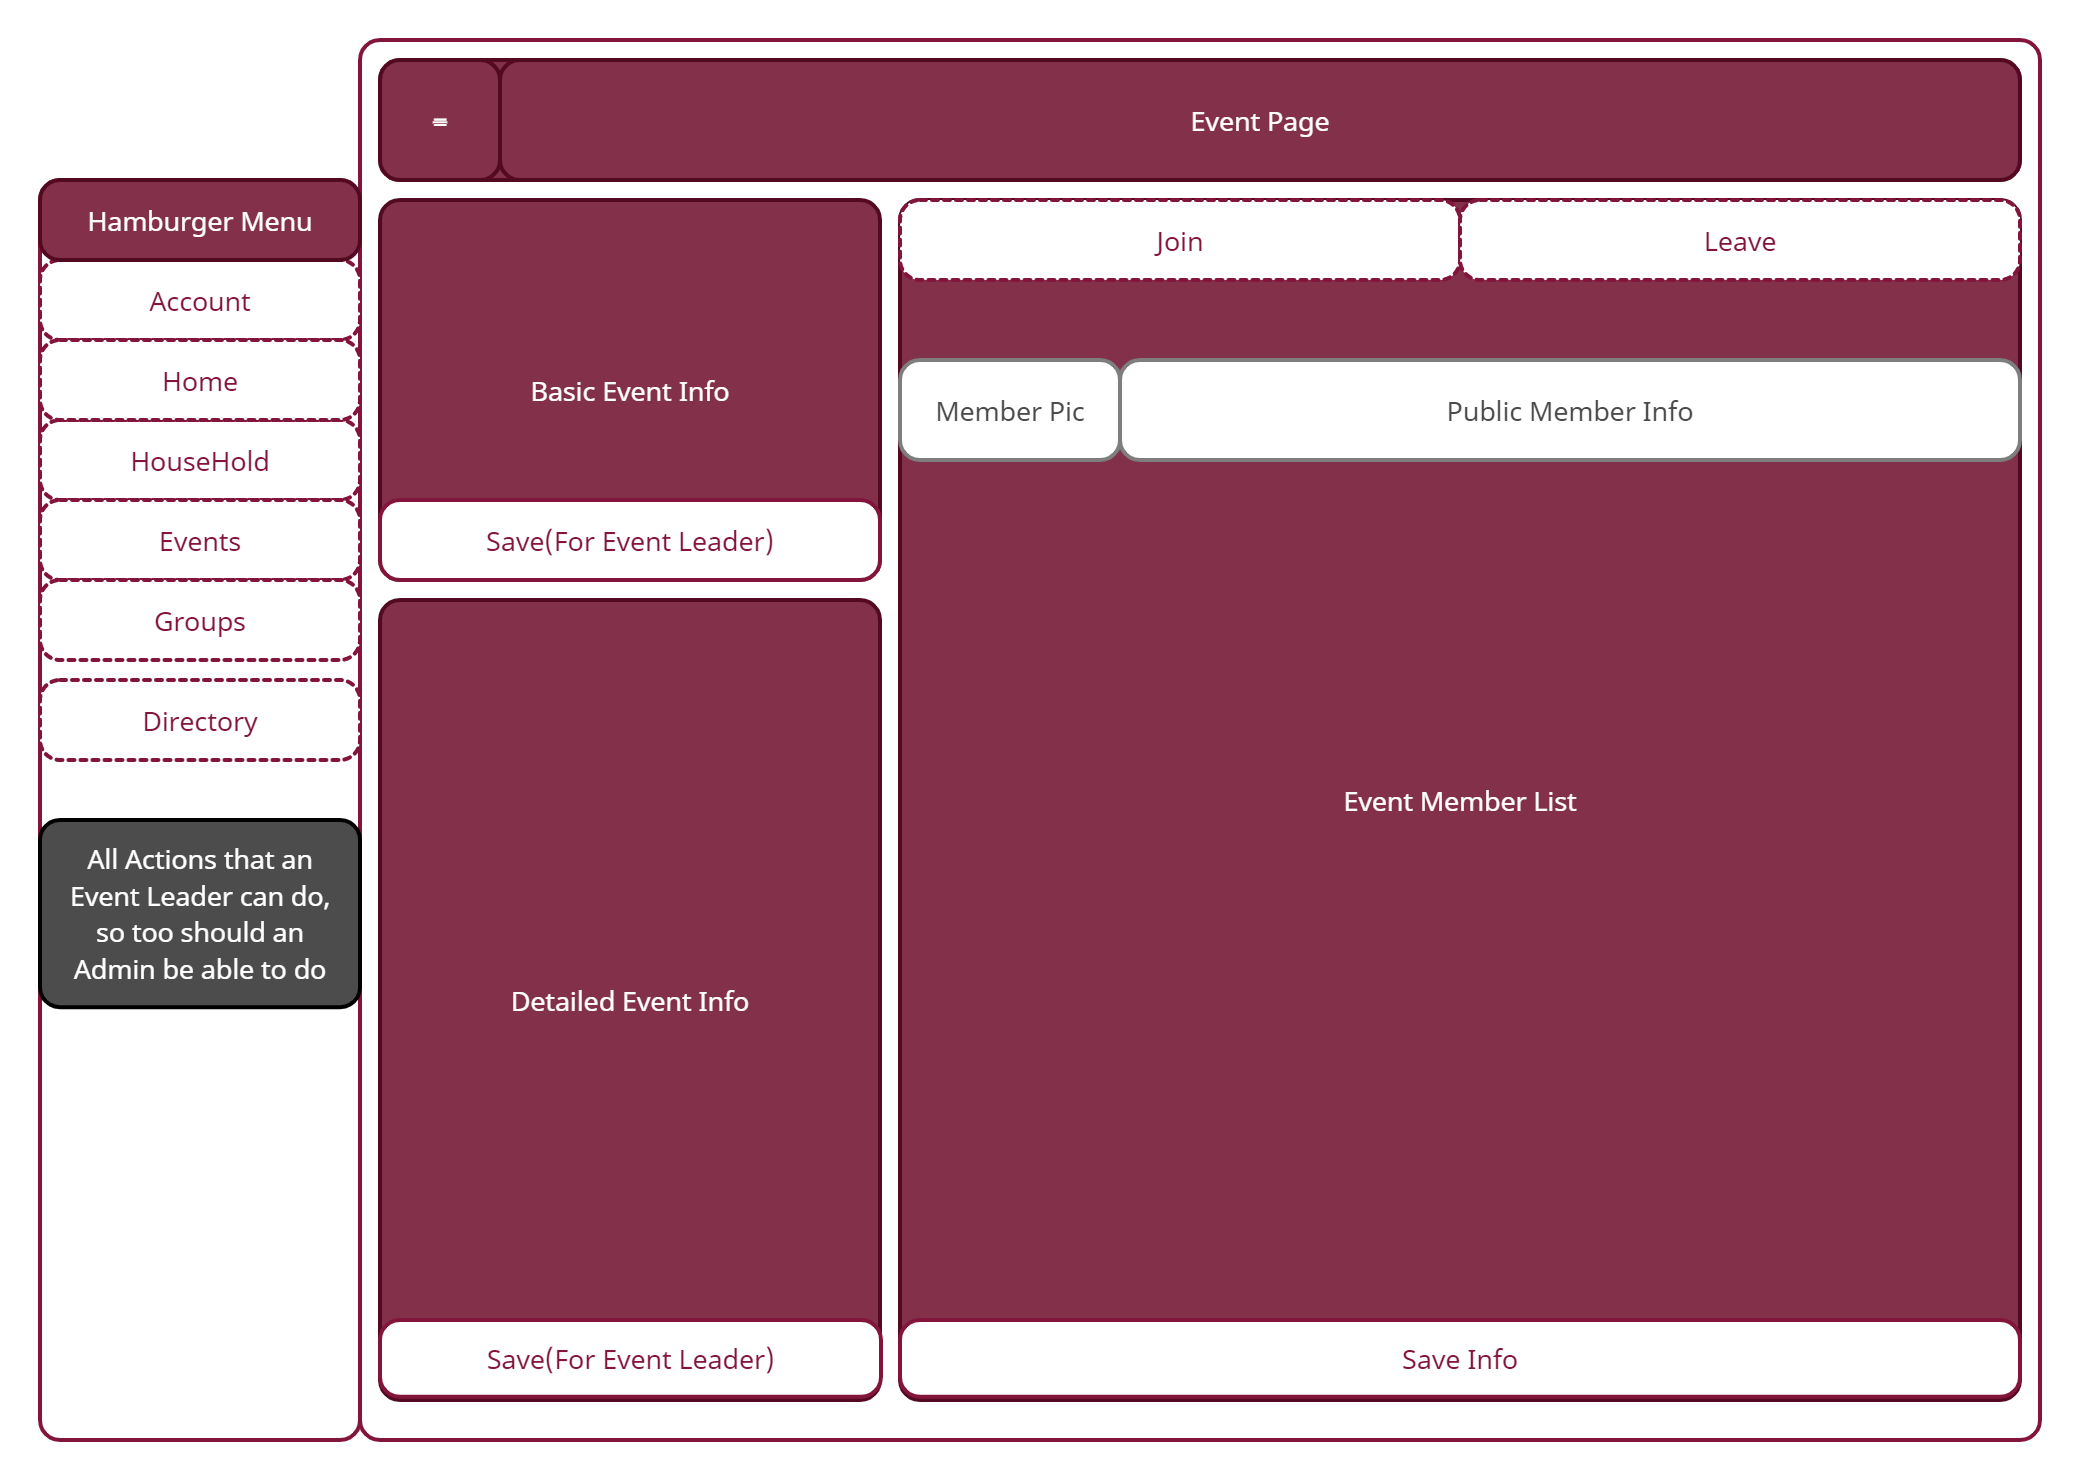 Event Page
Hamburger Menu
Account
Home
HouseHold
Events
Groups
Directory
All Actions that an
Event Leader can do,
so too should an
Admin be able to do
Basic Event Info
Save(For Event Leader)
Detailed Event Info
Save(For Event Leader)
Join
Leave
Member Pic
Public Member Info
Event Member List
Save Info